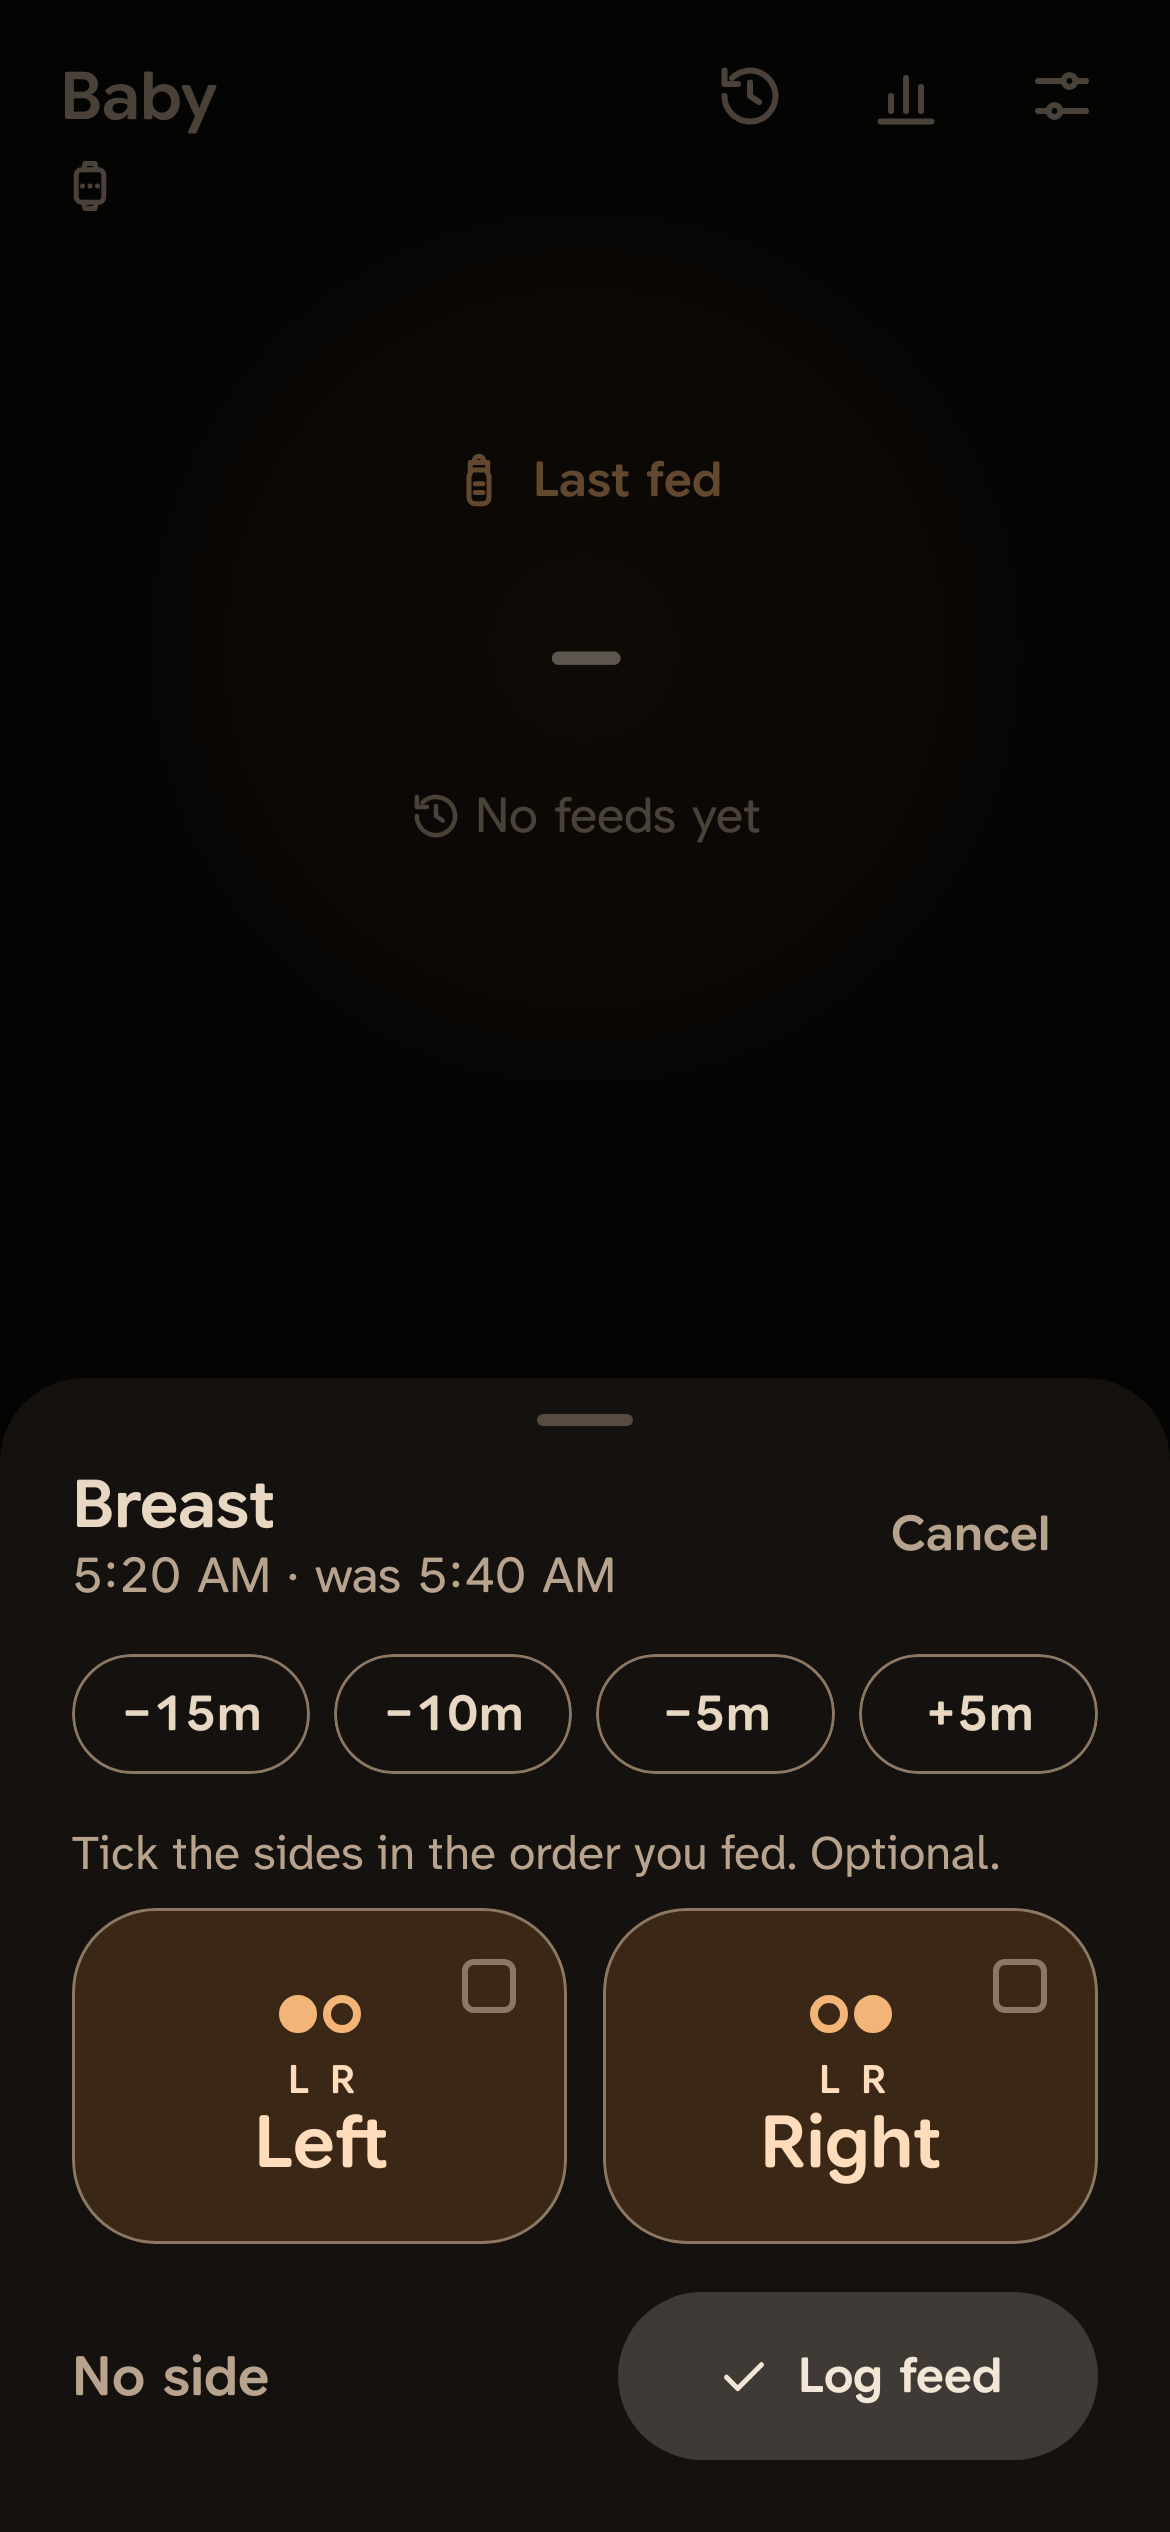 Baby
Last fed
–
No feeds yet
Breast
Cancel
5:20 AM · was 5:40 AM
−15m
−10m
−5m
+5m
Tick the sides in the order you fed. Optional.
L R
Left
L R
Right
No side
Log feed